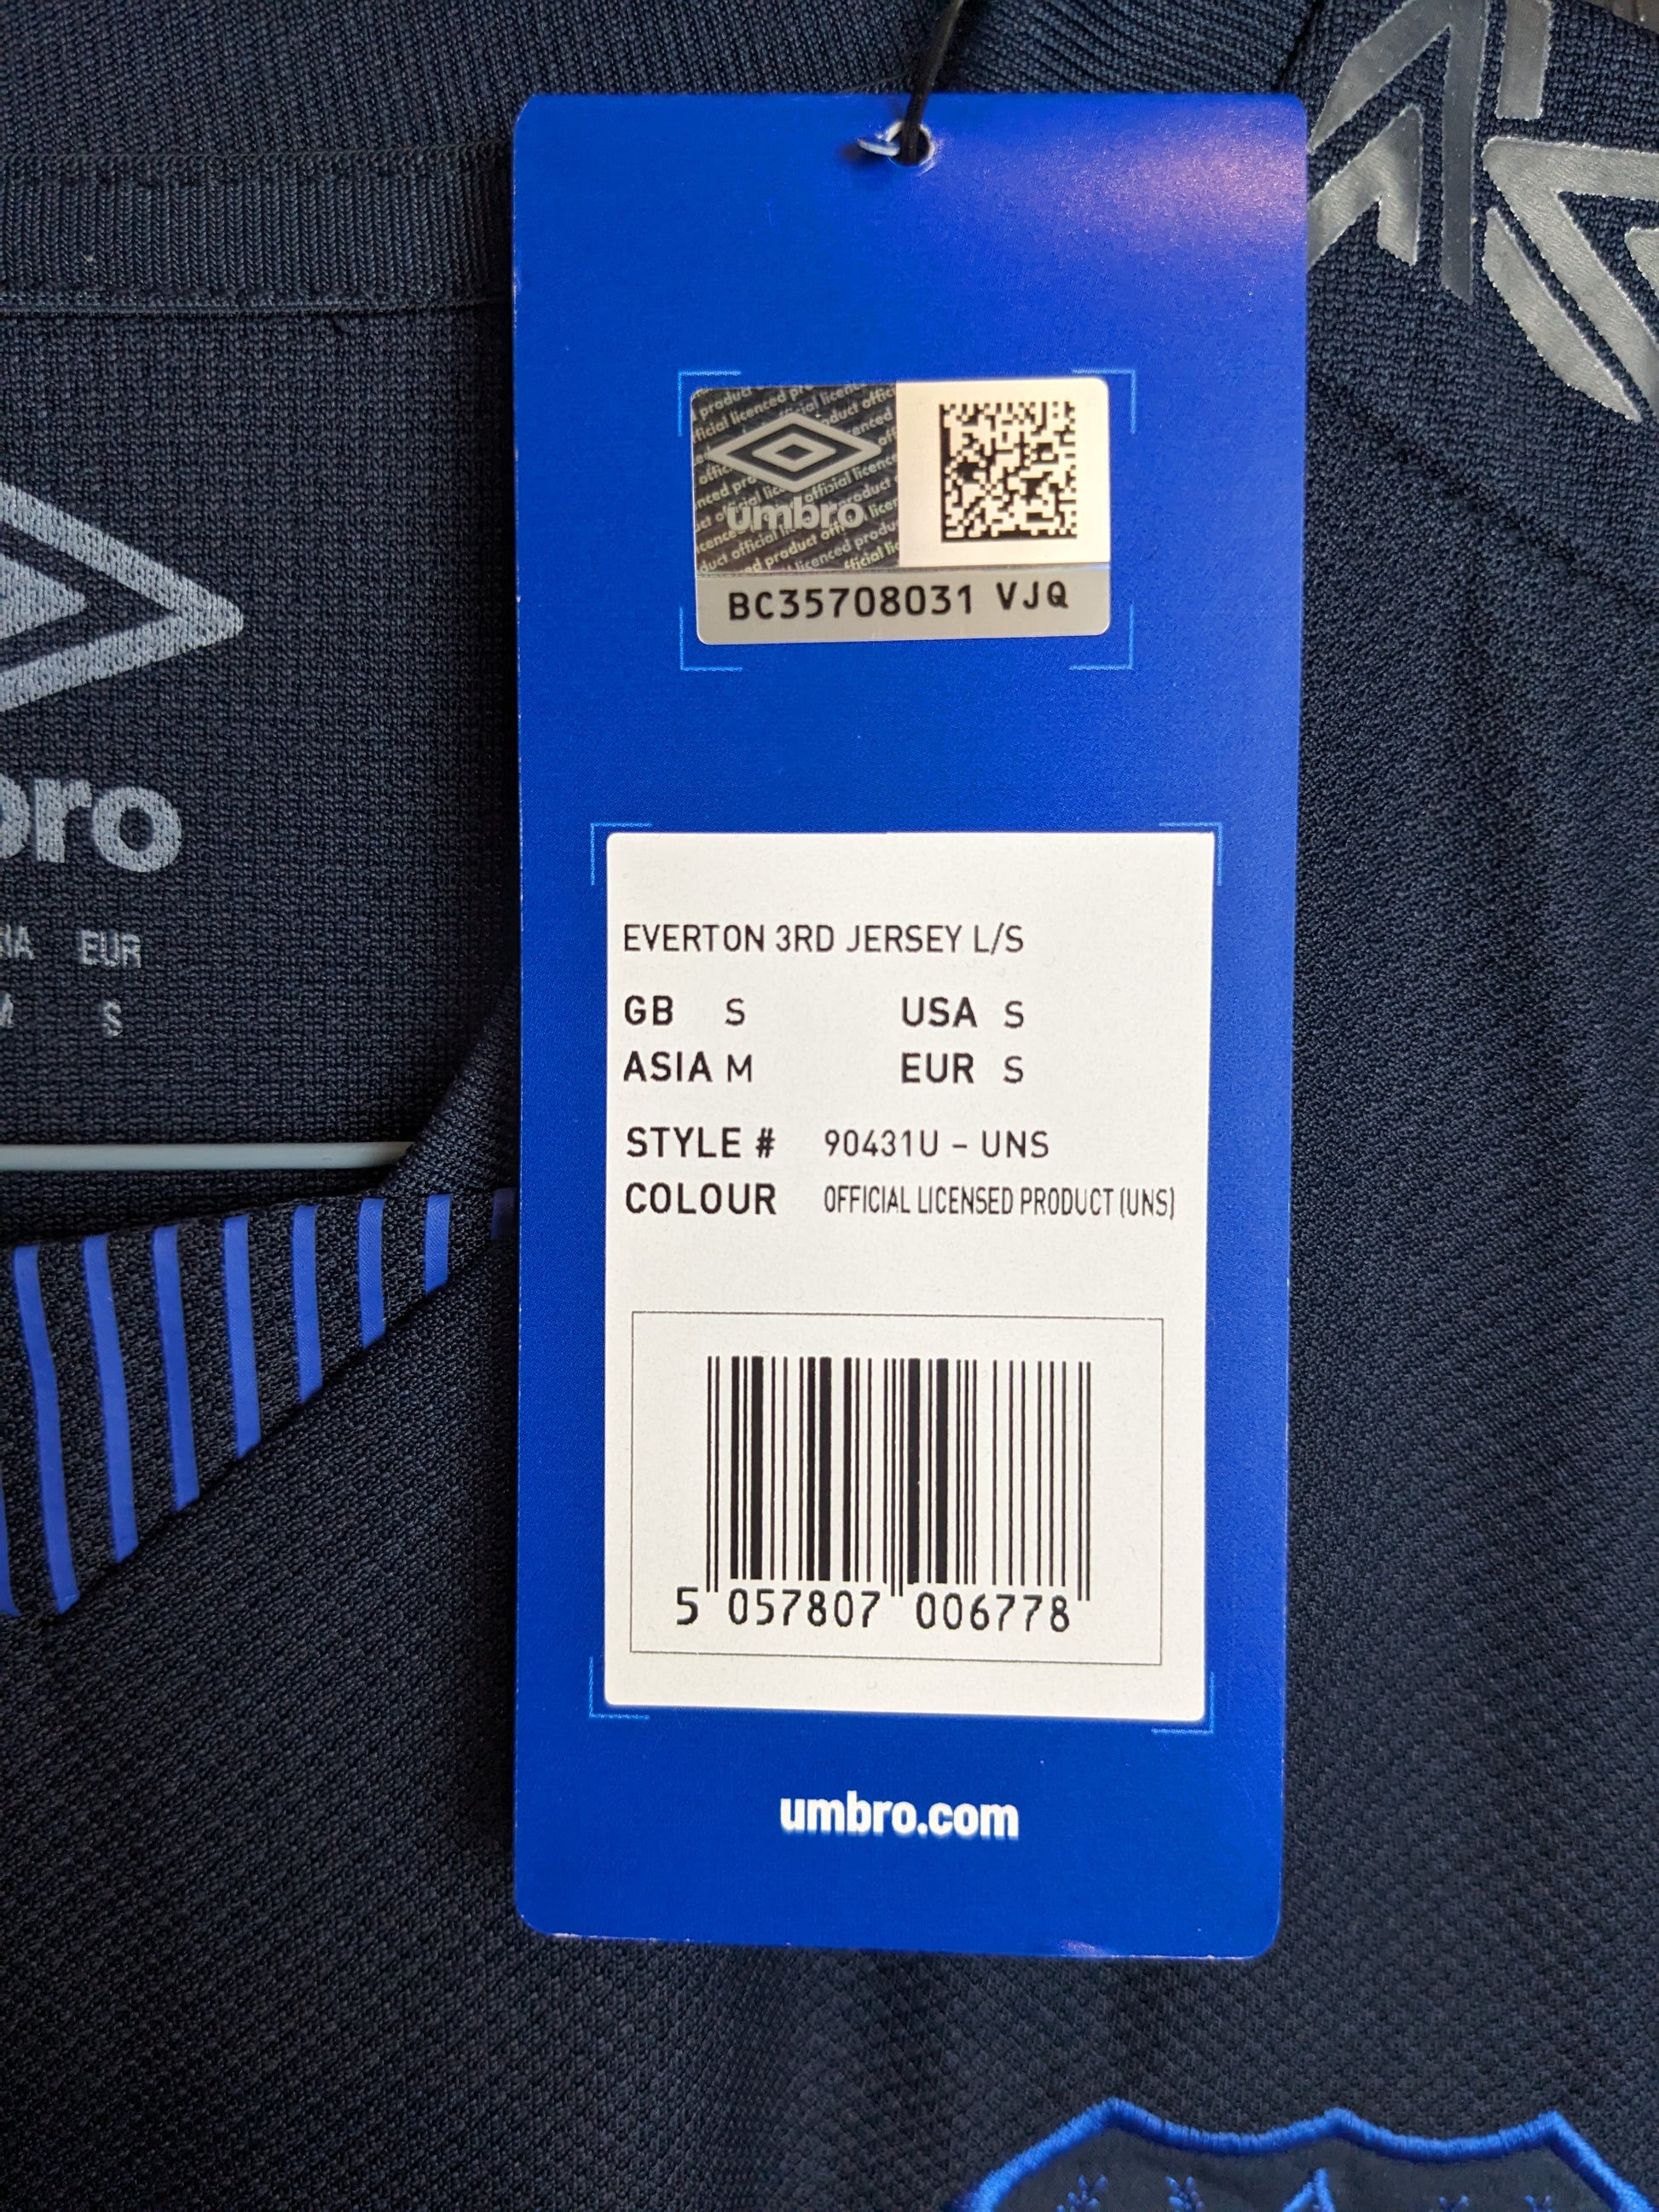 umbro
BC35708031 VJQ
bro
EUR
S
EVERTON 3RD JERSEY L/S
GB S USA S
ASIA M EUR S
STYLE # 90431U – UNS
COLOUR OFFICIAL LICENSED PRODUCT (UNS)
5 057807 006778
umbro.com